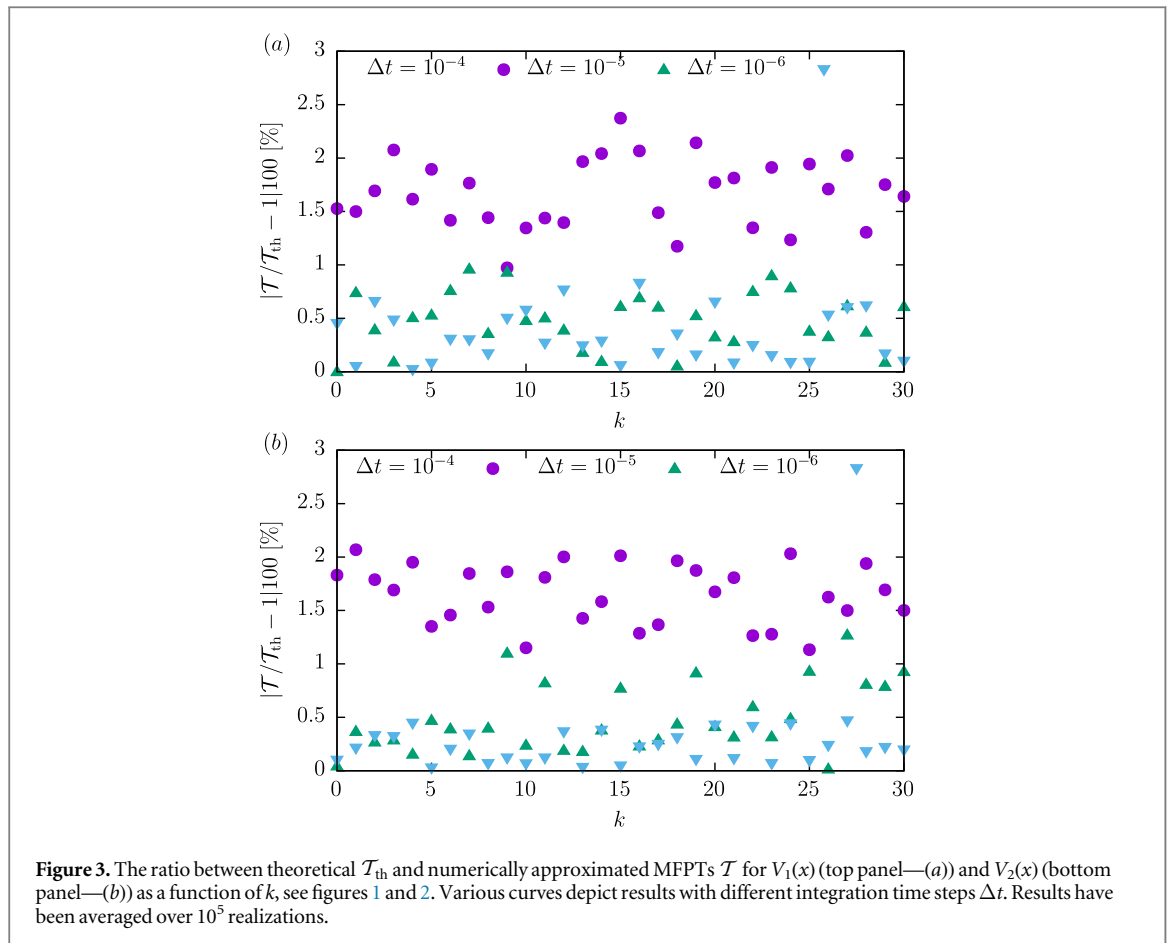 (a)
3
Δt = 10⁻⁴ Δt = 10⁻⁵ Δt = 10⁻⁶
2.5
2
1.5
1
0.5
0
|𝒯/𝒯th − 1|100 [%]
0 5 10 15 20 25 30
k
(b)
3
Δt = 10⁻⁴ Δt = 10⁻⁵ Δt = 10⁻⁶
2.5
2
1.5
1
0.5
0
|𝒯/𝒯th − 1|100 [%]
0 5 10 15 20 25 30
k
Figure 3. The ratio between theoretical 𝒯th and numerically approximated MFPTs 𝒯 for V₁(x) (top panel—(a)) and V₂(x) (bottom
panel—(b)) as a function of k, see figures 1 and 2. Various curves depict results with different integration time steps Δt. Results have
been averaged over 10⁵ realizations.